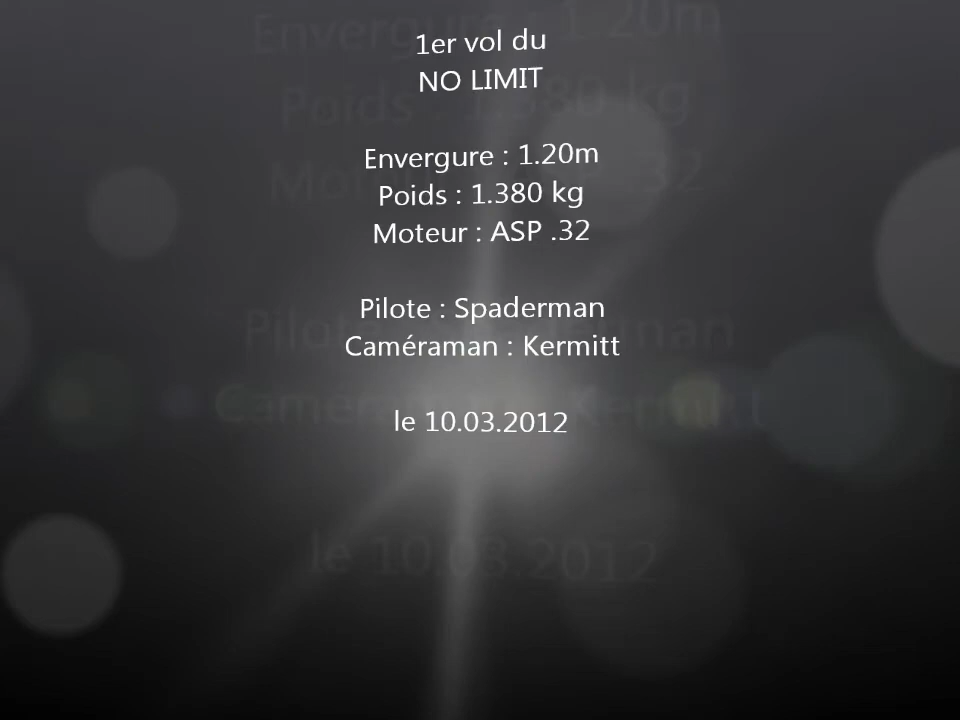 1er vol du
NO LIMIT
Envergure : 1.20m
Poids : 1.380 kg
Moteur : ASP .32
Pilote : Spaderman
Caméraman : Kermitt
le 10.03.2012